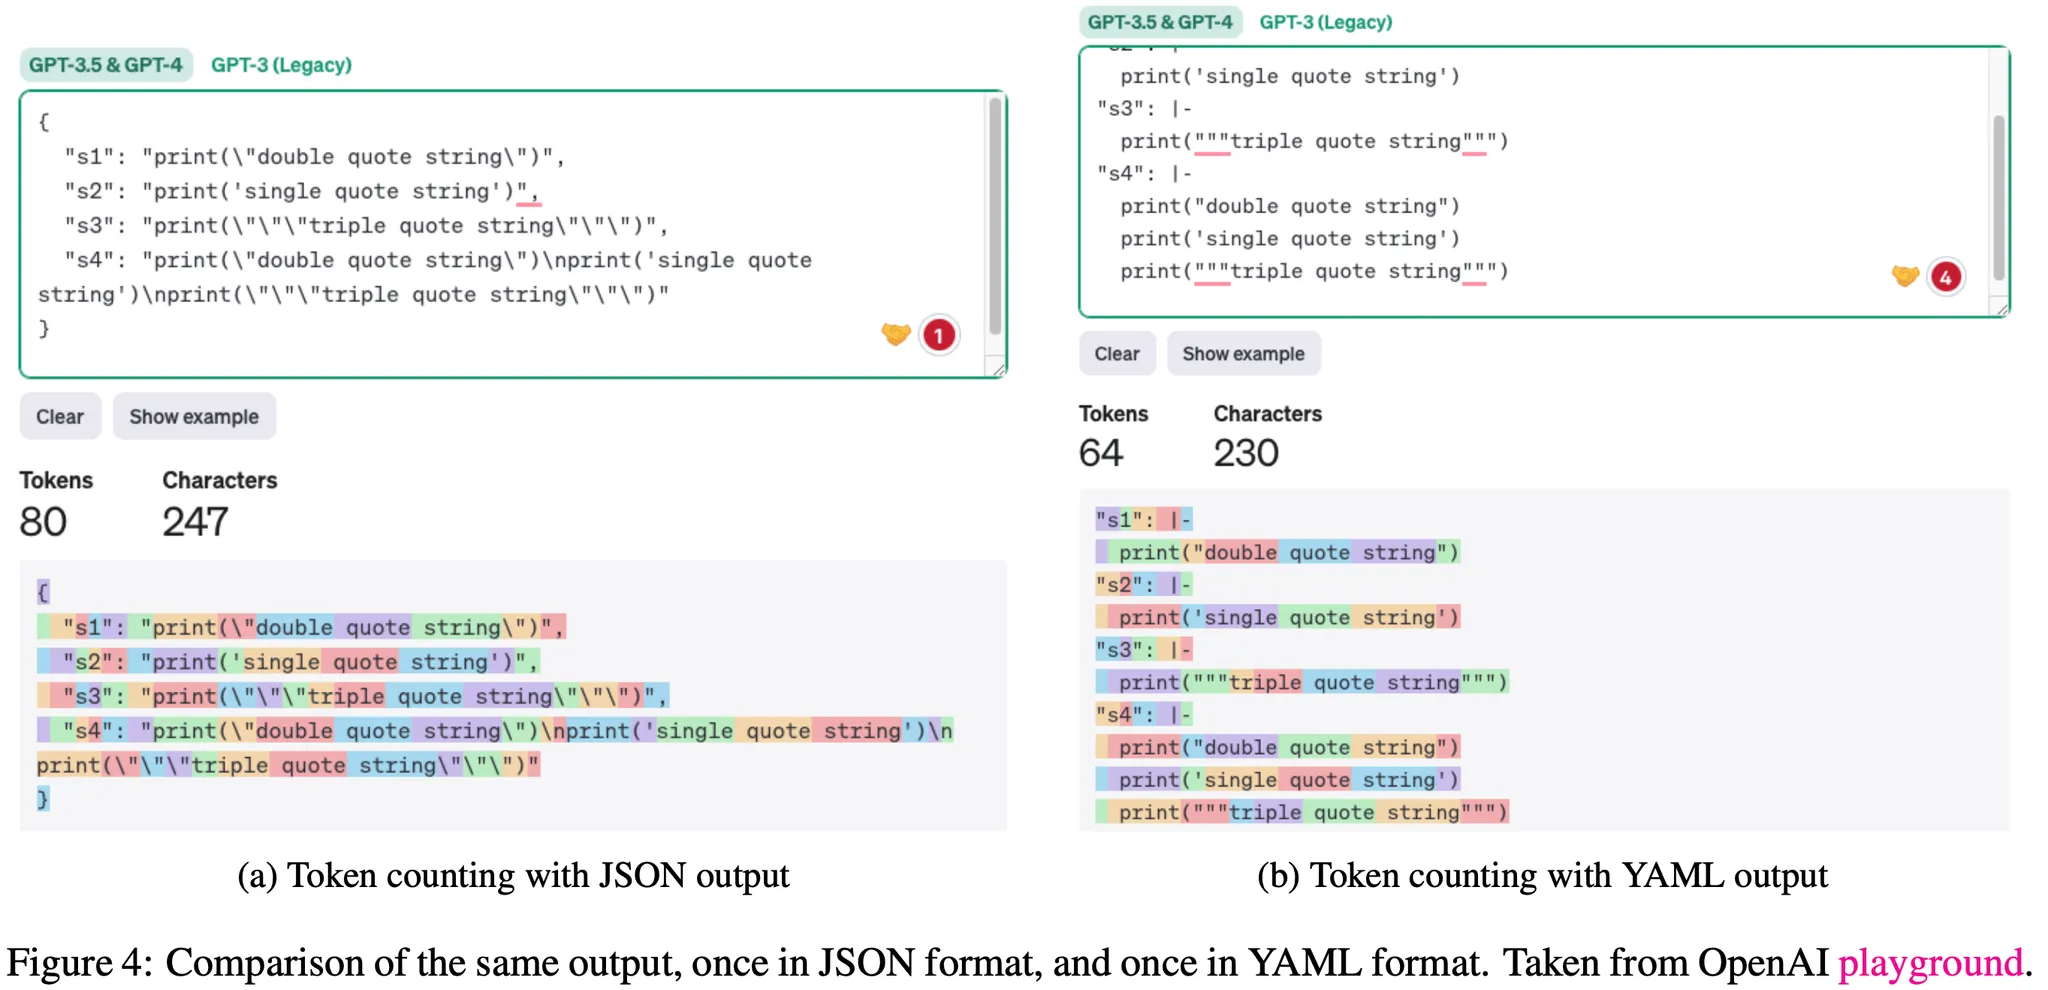 GPT-3.5 & GPT-4 GPT-3 (Legacy)
{
  "s1": "print(\"double quote string\")",
  "s2": "print('single quote string')",
  "s3": "print(\"\"\"triple quote string\"\"\")",
  "s4": "print(\"double quote string\")\nprint('single quote
string')\nprint(\"\"\"triple quote string\"\"\")"
}
1
Clear Show example
Tokens Characters
80 247
{
  "s1": "print(\"double quote string\")",
  "s2": "print('single quote string')",
  "s3": "print(\"\"\"triple quote string\"\"\")",
  "s4": "print(\"double quote string\")\nprint('single quote string')\n
print(\"\"\"triple quote string\"\"\")"
}
(a) Token counting with JSON output
GPT-3.5 & GPT-4 GPT-3 (Legacy)
  print('single quote string')
"s3": |-
  print("""triple quote string""")
"s4": |-
  print("double quote string")
  print('single quote string')
  print("""triple quote string""")
4
Clear Show example
Tokens Characters
64 230
"s1": |-
  print("double quote string")
"s2": |-
  print('single quote string')
"s3": |-
  print("""triple quote string""")
"s4": |-
  print("double quote string")
  print('single quote string')
  print("""triple quote string""")
(b) Token counting with YAML output
Figure 4: Comparison of the same output, once in JSON format, and once in YAML format. Taken from OpenAI playground.